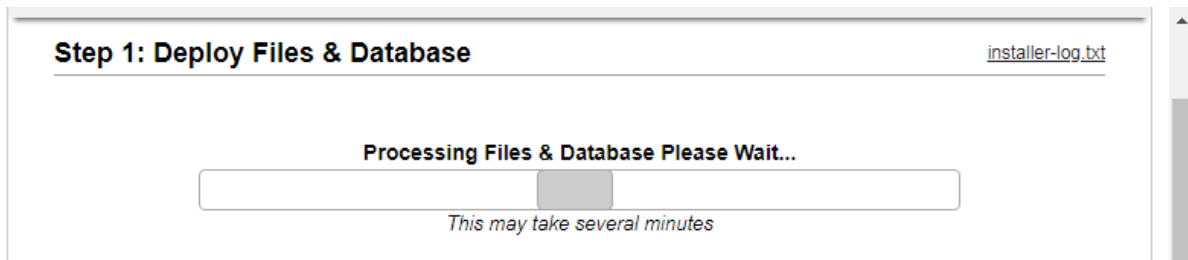 Step 1: Deploy Files & Database
installer-log.txt
Processing Files & Database Please Wait...
This may take several minutes